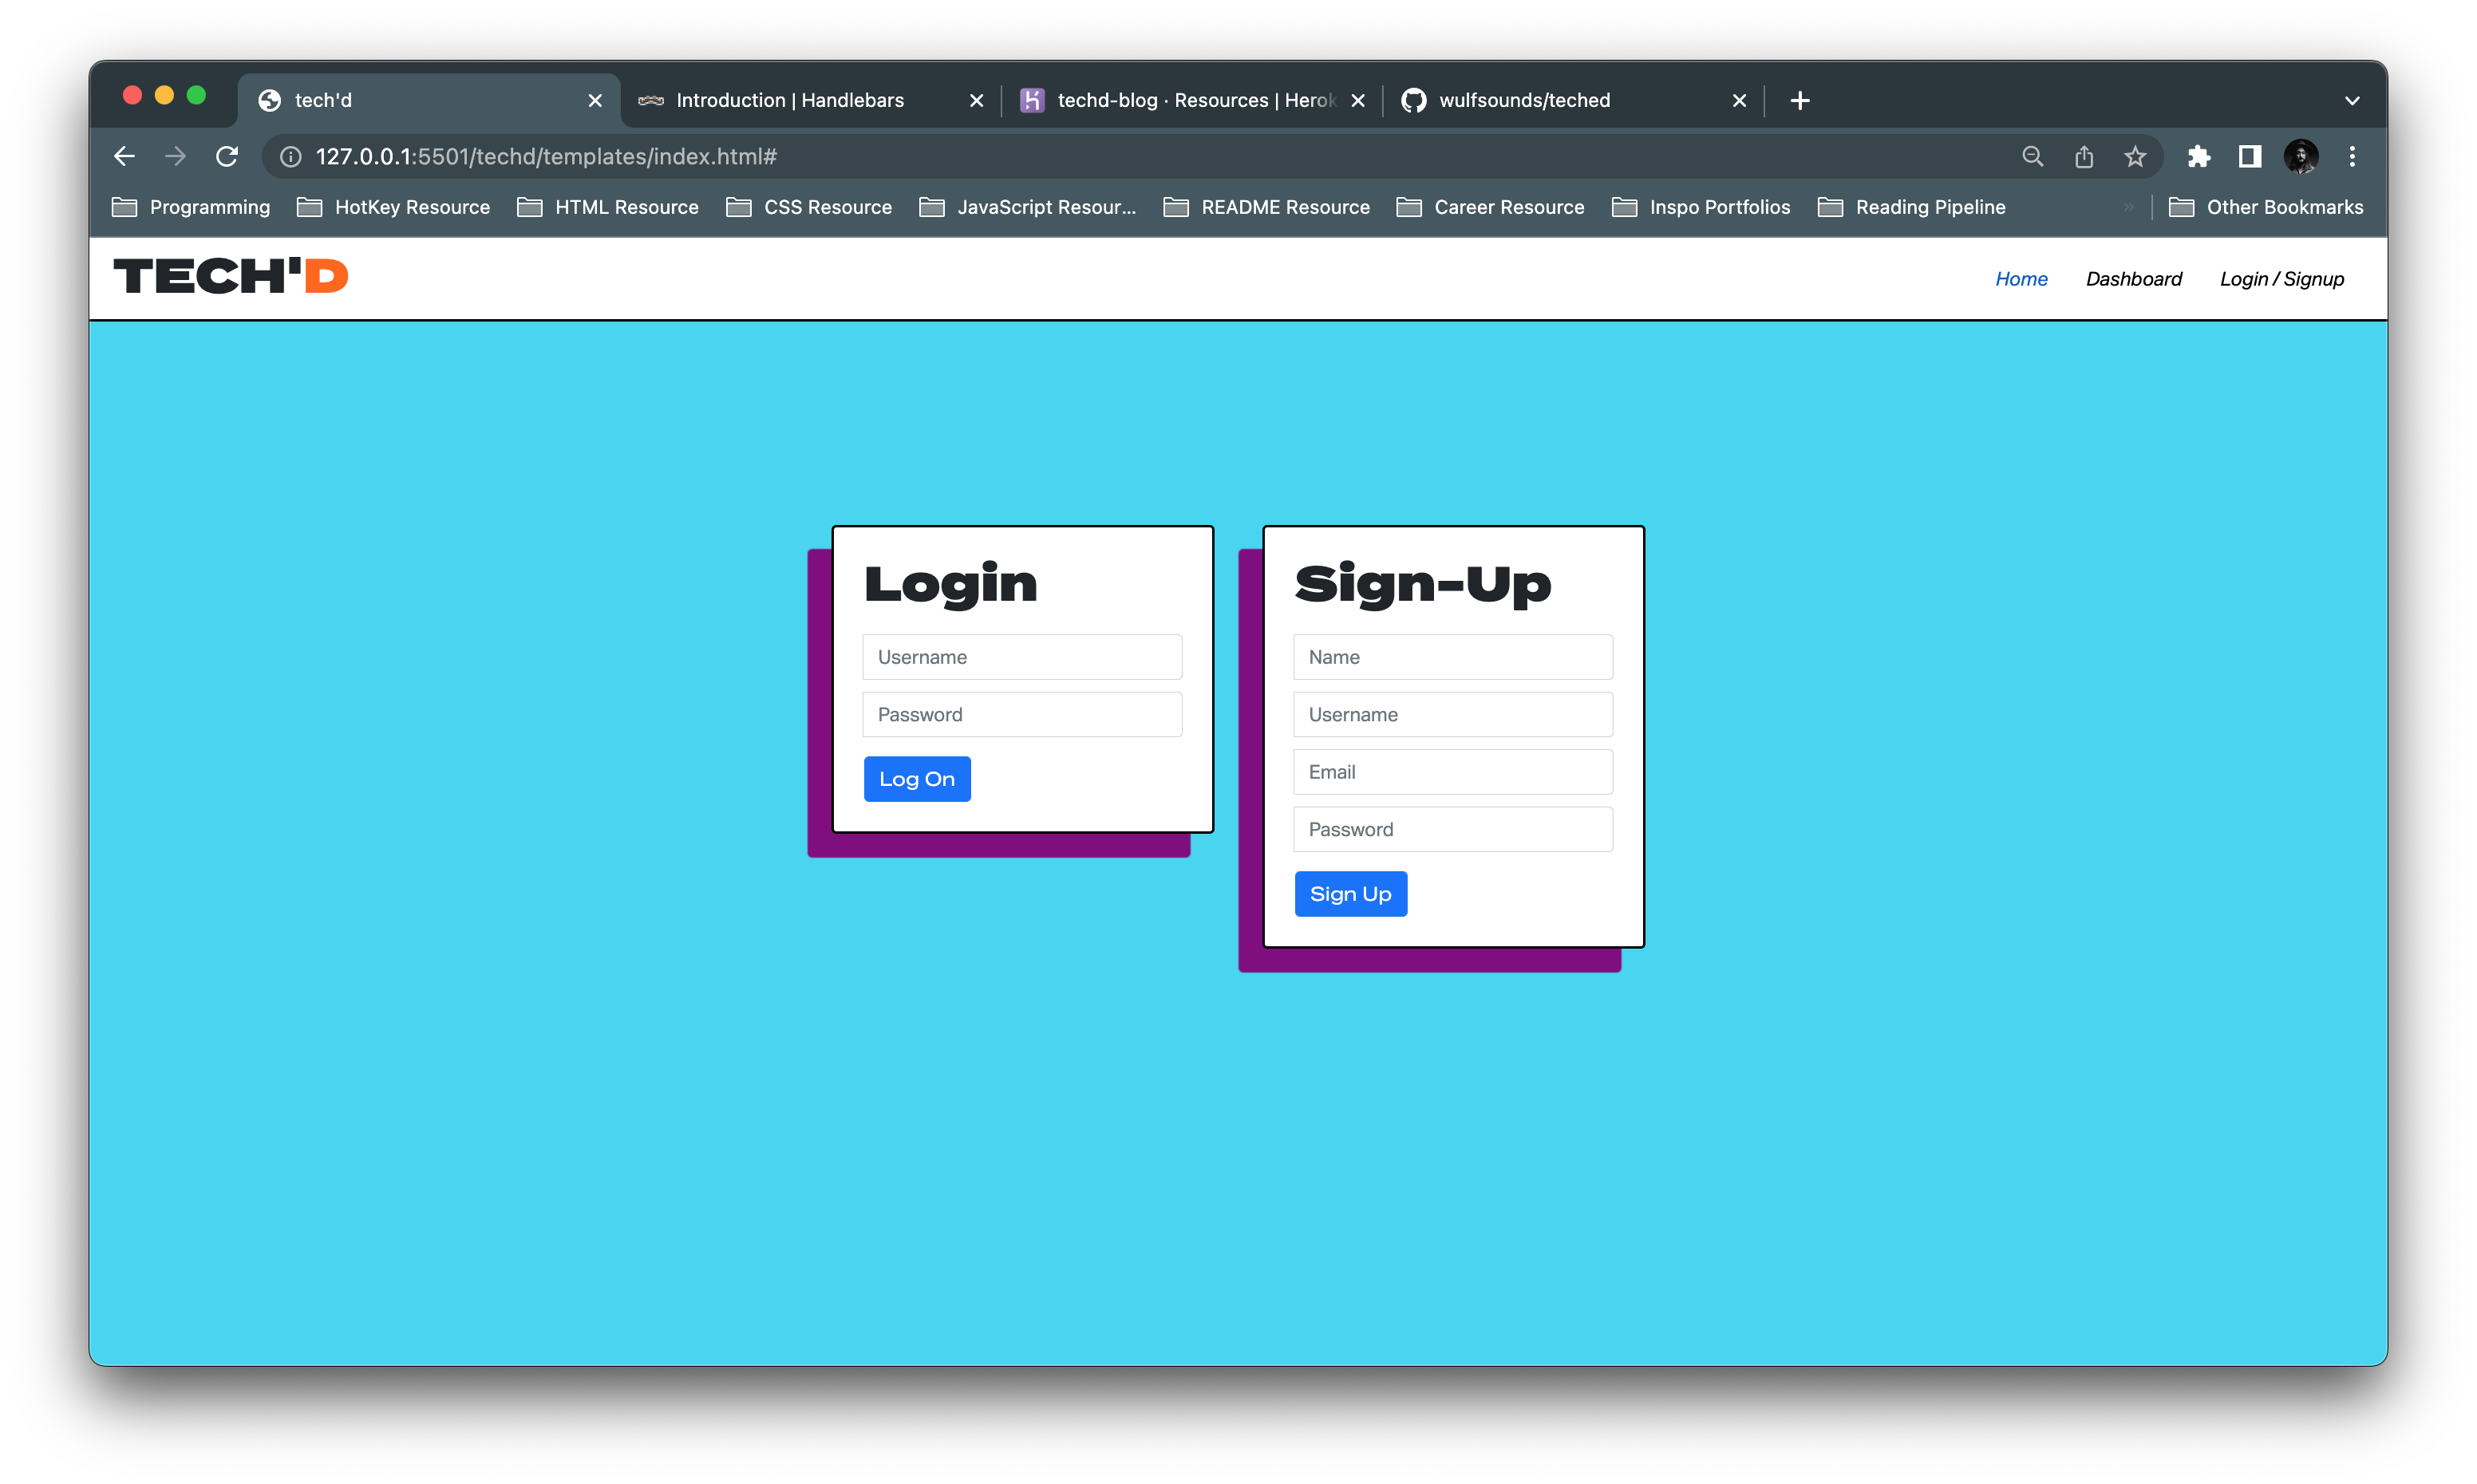 tech'd
Introduction | Handlebars
techd-blog · Resources | Herok
wulfsounds/teched
127.0.0.1:5501/techd/templates/index.html#
Programming
HotKey Resource
HTML Resource
CSS Resource
JavaScript Resour...
README Resource
Career Resource
Inspo Portfolios
Reading Pipeline
»
Other Bookmarks
TECH'D
Home
Dashboard
Login / Signup
Login
Username
Password
Log On
Sign-Up
Name
Username
Email
Password
Sign Up